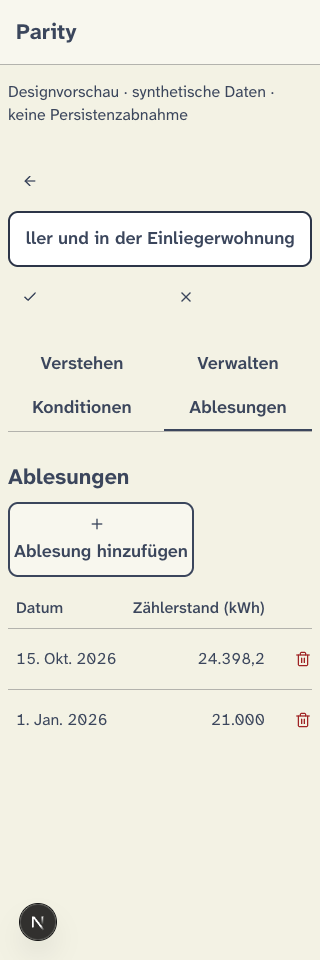 Parity
Designvorschau · synthetische Daten ·
keine Persistenzabnahme
ller und in der Einliegerwohnung
Verstehen Verwalten
Konditionen Ablesungen
Ablesungen
+
Ablesung hinzufügen
Datum Zählerstand (kWh)
15. Okt. 2026 24.398,2
1. Jan. 2026 21.000
N